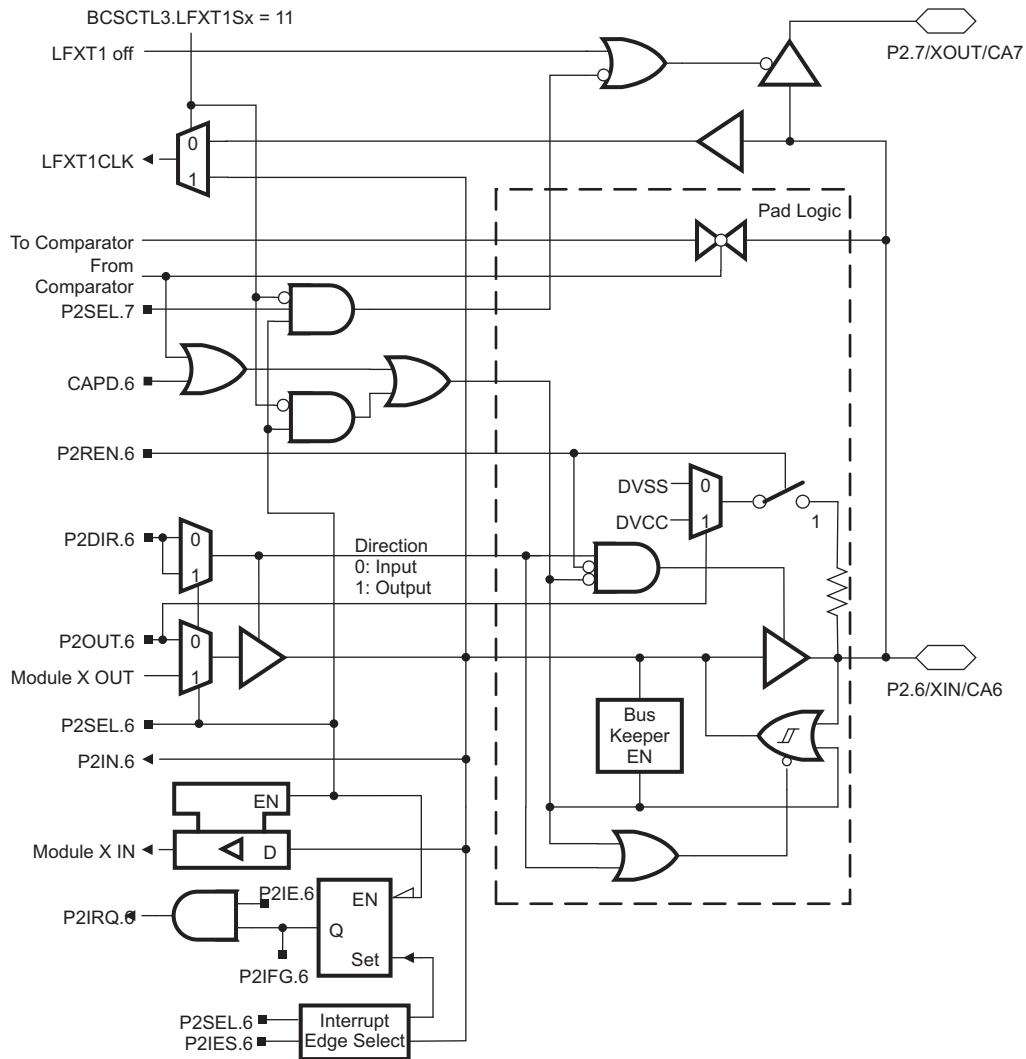 BCSCTL3.LFXT1Sx = 11
LFXT1 off
P2.7/XOUT/CA7
0
LFXT1CLK
1
Pad Logic
To Comparator
From
Comparator
P2SEL.7
CAPD.6
P2REN.6
DVSS
0
DVCC
1
1
P2DIR.6
0
1
Direction
0: Input
1: Output
P2OUT.6
0
Module X OUT
1
P2.6/XIN/CA6
P2SEL.6
Bus
Keeper
EN
P2IN.6
EN
Module X IN
D
P2IE.6
EN
P2IRQ.6
Q
Set
P2IFG.6
P2SEL.6
P2IES.6
Interrupt
Edge Select